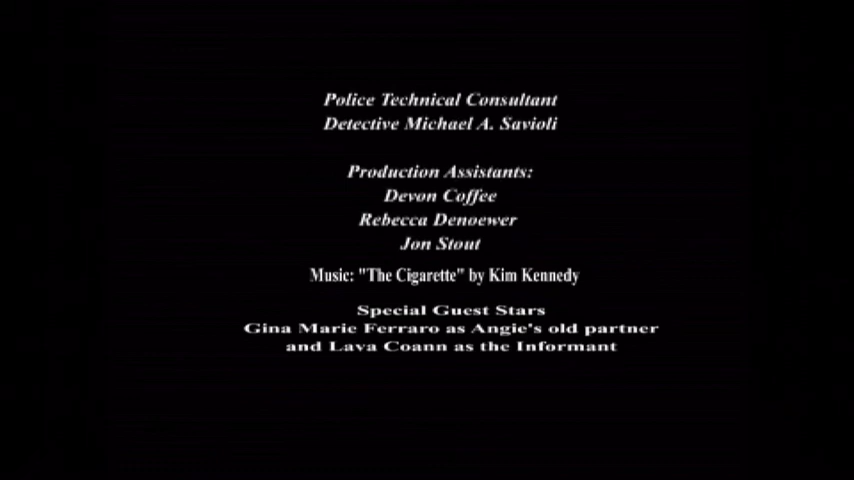 Police Technical Consultant
Detective Michael A. Savioli
Production Assistants:
Devon Coffee
Rebecca Denoewer
Jon Stout
Music: "The Cigarette" by Kim Kennedy
Special Guest Stars
Gina Marie Ferraro as Angie's old partner
and Lava Coann as the Informant